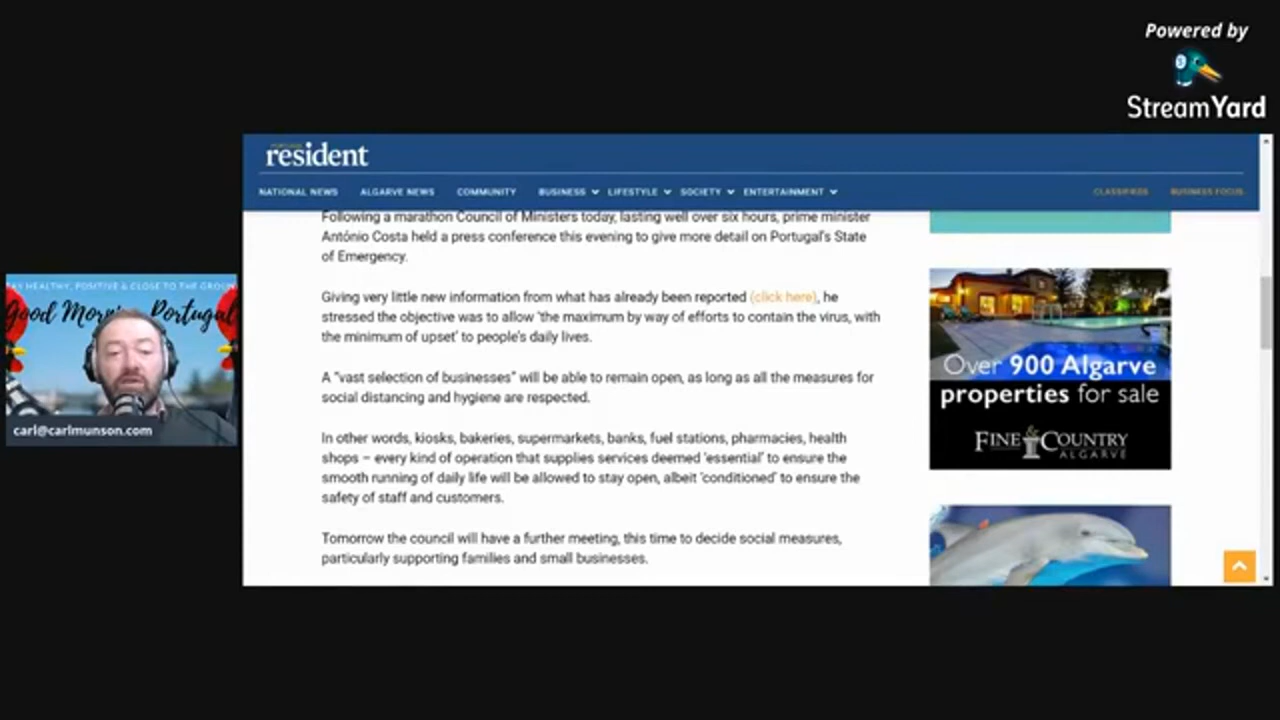 Powered by
StreamYard
resident
NATIONAL NEWS ALGARVE NEWS COMMUNITY BUSINESS LIFESTYLE SOCIETY ENTERTAINMENT CLASSIFIEDS BUSINESS FOCUS
Following a marathon Council of Ministers today, lasting well over six hours, prime minister
António Costa held a press conference this evening to give more detail on Portugal's State
of Emergency.
Giving very little new information from what has already been reported (click here), he
stressed the objective was to allow 'the maximum by way of efforts to contain the virus, with
the minimum of upset' to people's daily lives.
A "vast selection of businesses" will be able to remain open, as long as all the measures for
social distancing and hygiene are respected.
In other words, kiosks, bakeries, supermarkets, banks, fuel stations, pharmacies, health
shops – every kind of operation that supplies services deemed 'essential' to ensure the
smooth running of daily life will be allowed to stay open, albeit 'conditioned' to ensure the
safety of staff and customers.
Tomorrow the council will have a further meeting, this time to decide social measures,
particularly supporting families and small businesses.
Over 900 Algarve
properties for sale
FINE & COUNTRY
ALGARVE
HEALTHY, POSITIVE & CLOSE TO THE
Good Portugal
carl@carlmunson.com